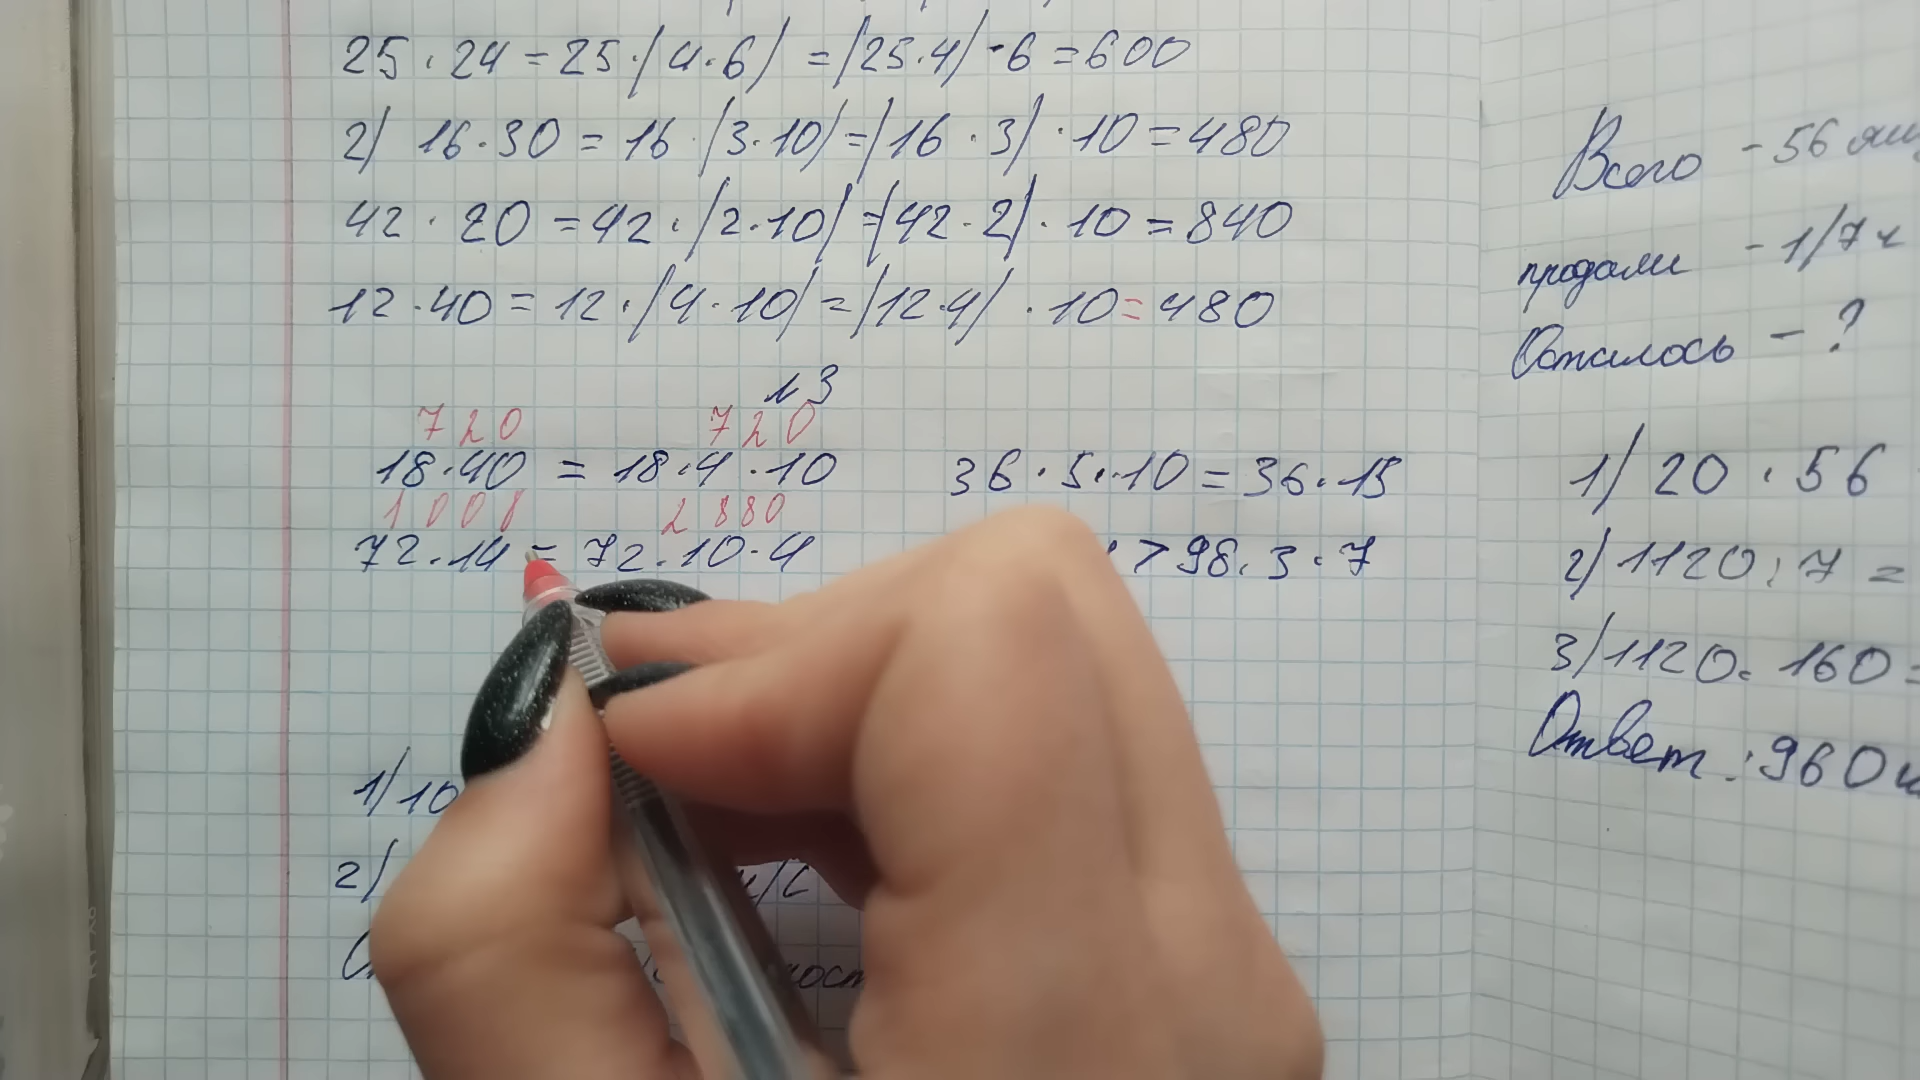 25 · 24 = 25 · (4 · 6) = (25 · 4) · 6 = 600
2) 16 · 30 = 16 · (3 · 10) = (16 · 3) · 10 = 480
42 · 20 = 42 · (2 · 10) = (42 · 2) · 10 = 840
12 · 40 = 12 · (4 · 10) = (12 · 4) · 10 = 480
№3
720 720
18 · 40 = 18 · 4 · 10 36 · 5 · 10 = 36 · 15
1008 2880
72 · 14 = 72 · 10 · 4 > 98 · 3 · 7
1) 10
2) м/с
Всего - 56 ящ
продали - 1/7 ч
Осталось - ?
1) 20 · 56
2) 1120 : 7 =
3) 1120 - 160 =
Ответ : 960